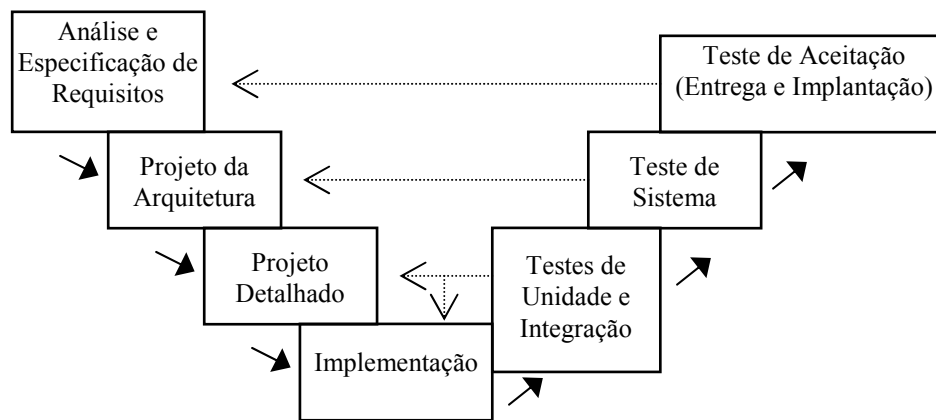 Análise e
Especificação de
Requisitos
Teste de Aceitação
(Entrega e Implantação)
Projeto da
Arquitetura
Teste de
Sistema
Projeto
Detalhado
Testes de
Unidade e
Integração
Implementação